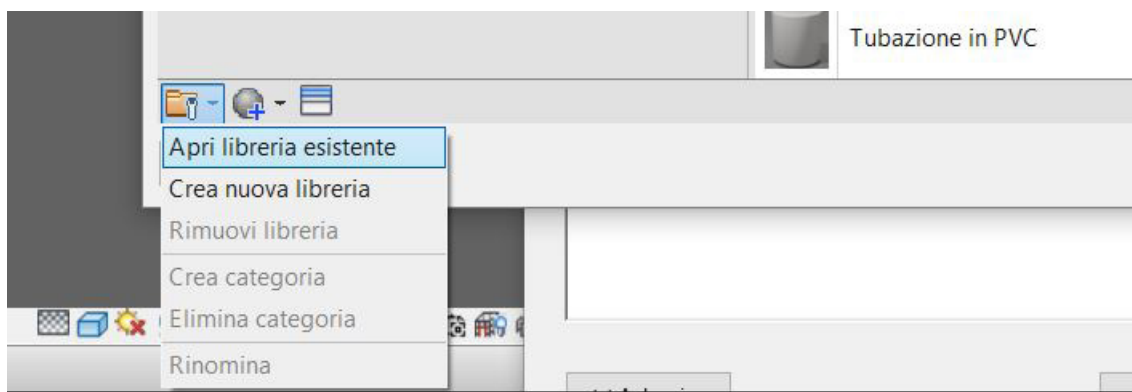 Tubazione in PVC
Apri libreria esistente
Crea nuova libreria
Rimuovi libreria
Crea categoria
Elimina categoria
Rinomina